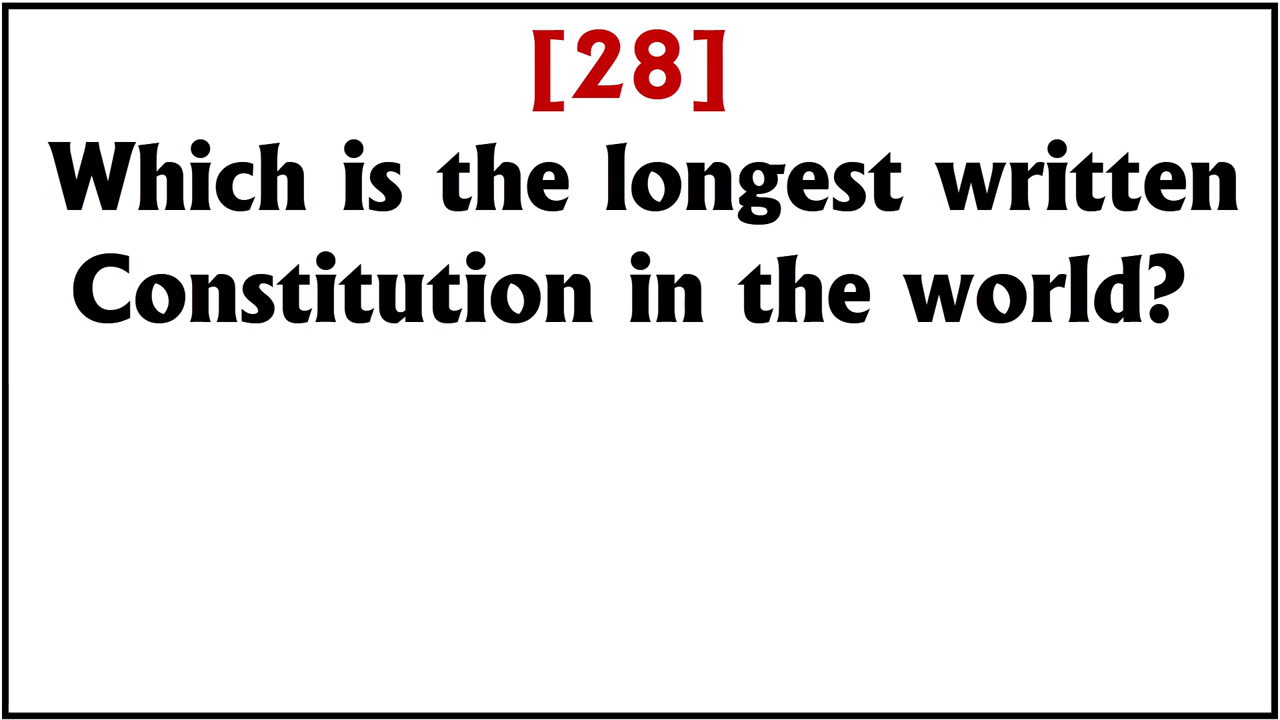 [28]
Which is the longest written
Constitution in the world?